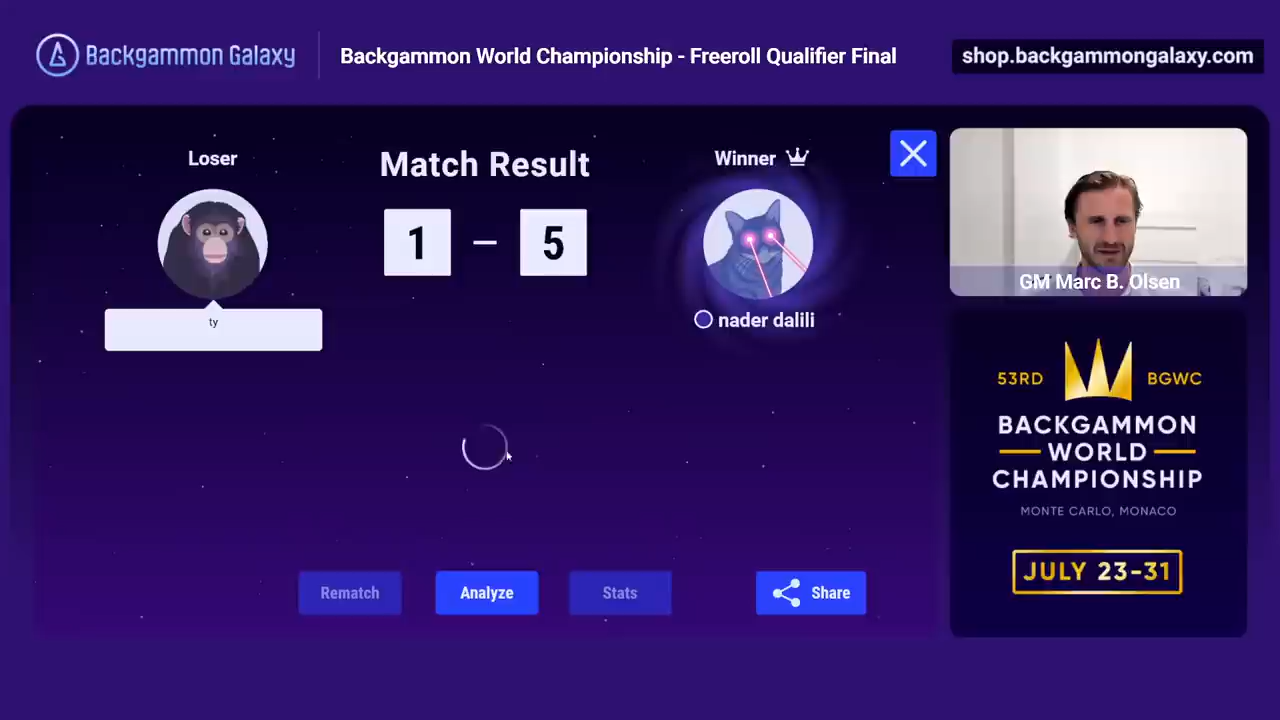 Backgammon Galaxy
Backgammon World Championship - Freeroll Qualifier Final
shop.backgammongalaxy.com
Loser
Match Result
Winner
1 – 5
ty
nader dalili
GM Marc B. Olsen
53RD BGWC
BACKGAMMON
WORLD
CHAMPIONSHIP
MONTE CARLO, MONACO
JULY 23-31
Rematch
Analyze
Stats
Share